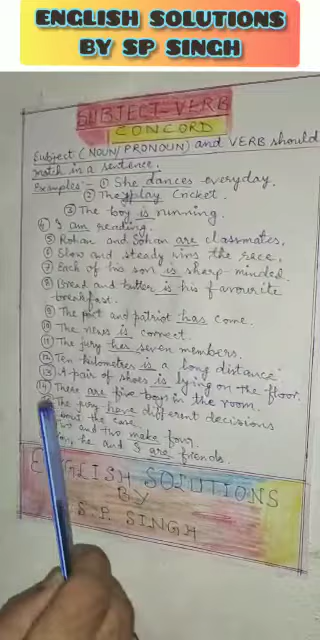 ENGLISH SOLUTIONS
BY SP SINGH
SUBJECT-VERB
CONCORD
Subject (NOUN/PRONOUN) and VERB should
match in a sentence.
Examples:- ① She dances everyday.
② They play Cricket.
③ The boy is running.
④ I am reading.
⑤ Rohan and Sohan are classmates.
⑥ Slow and steady wins the race.
⑦ Each of his son is sharp-minded.
⑧ Bread and butter is his favourite
breakfast.
⑨ The poet and patriot has come.
⑩ The news is correct.
⑪ The jury has seven members.
⑫ Ten kilometres is a long distance.
⑬ A pair of shoes is lying on the floor.
⑭ There are five boys in the room.
The jury have different decisions
about the case.
Two and two make four.
he and I are friends.
ENGLISH SOLUTIONS
BY
S.P. SINGH